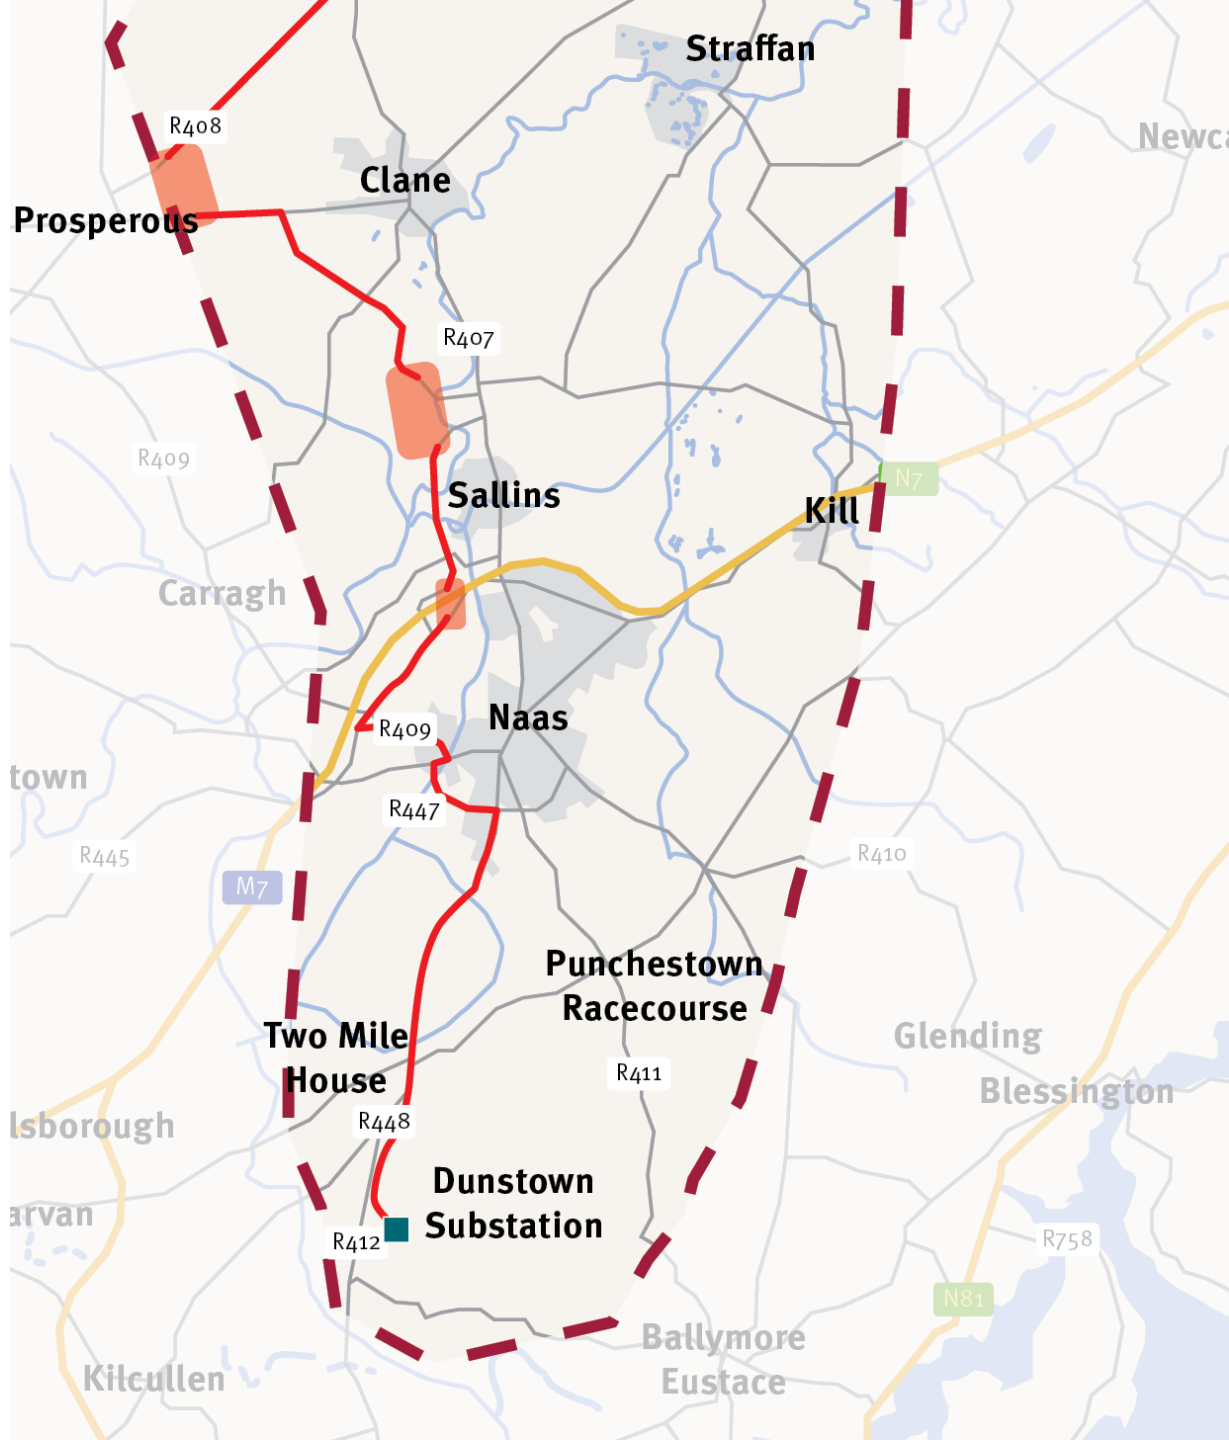 Straffan
R408
Newca
Clane
Prosperous
R407
R409
N7
Sallins
Kill
Carragh
Naas
R409
town
R447
R445
R410
M7
Punchestown
Racecourse
Two Mile
House
Glending
R411
Blessington
R448
lsborough
Dunstown
Substation
arvan
R412
R758
N81
Ballymore
Eustace
Kilcullen